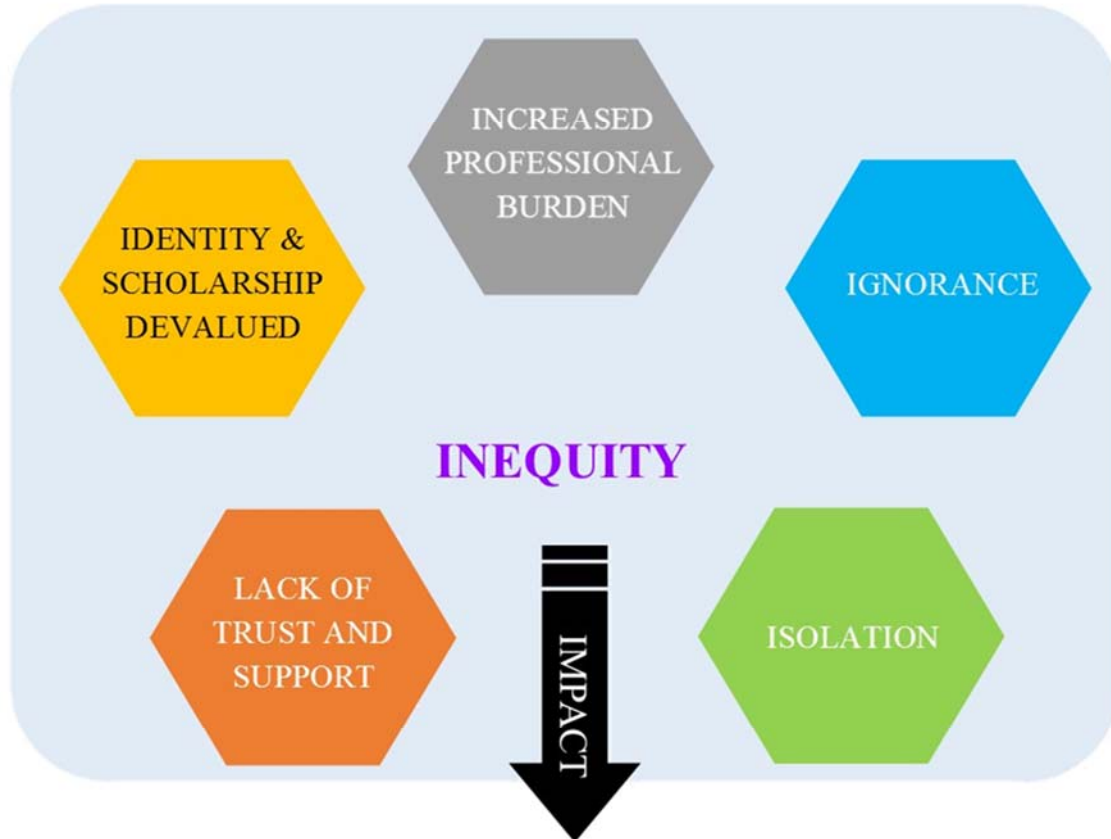 INCREASED
PROFESSIONAL
BURDEN
IDENTITY &
SCHOLARSHIP
DEVALUED
IGNORANCE
INEQUITY
LACK OF
TRUST AND
SUPPORT
IMPACT
ISOLATION